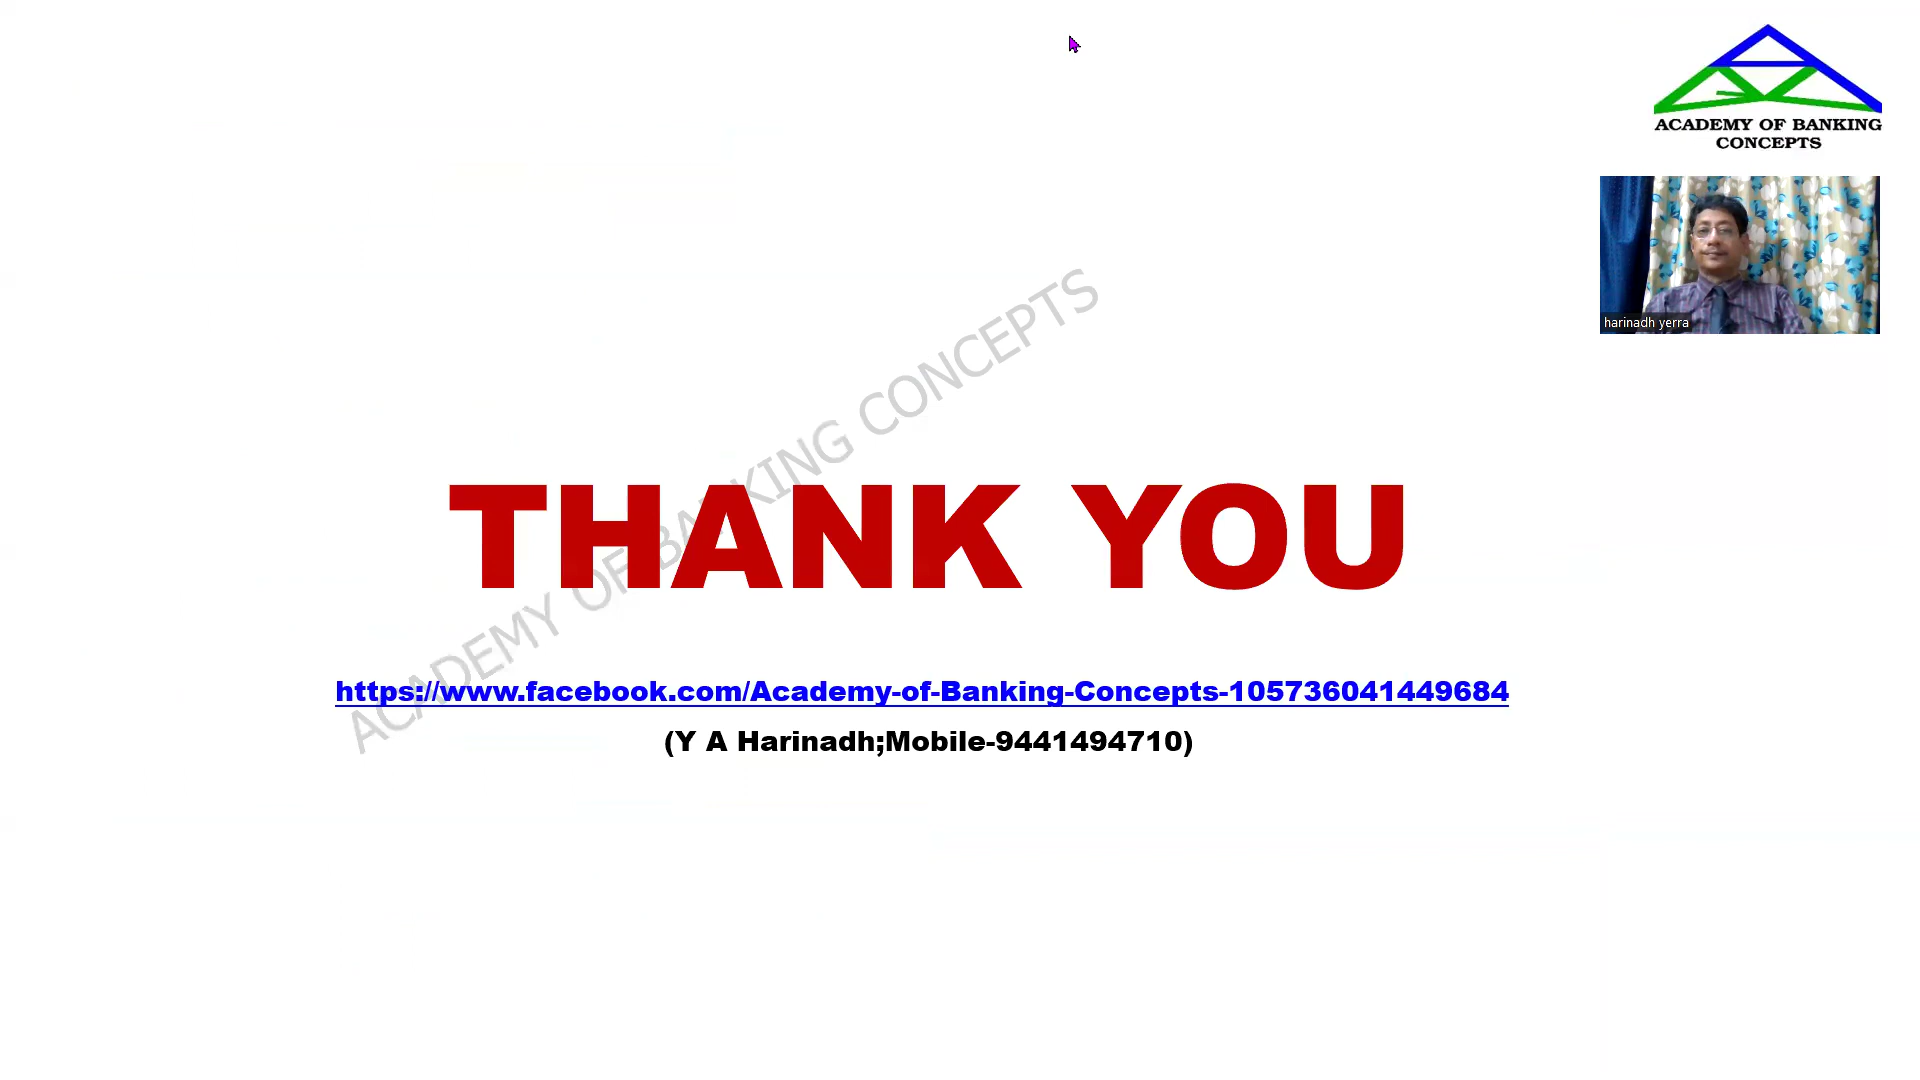 ACADEMY OF BANKING
CONCEPTS
harinadh yerra
ACADEMY OF BANKING CONCEPTS
THANK YOU
https://www.facebook.com/Academy-of-Banking-Concepts-105736041449684
(Y A Harinadh;Mobile-9441494710)